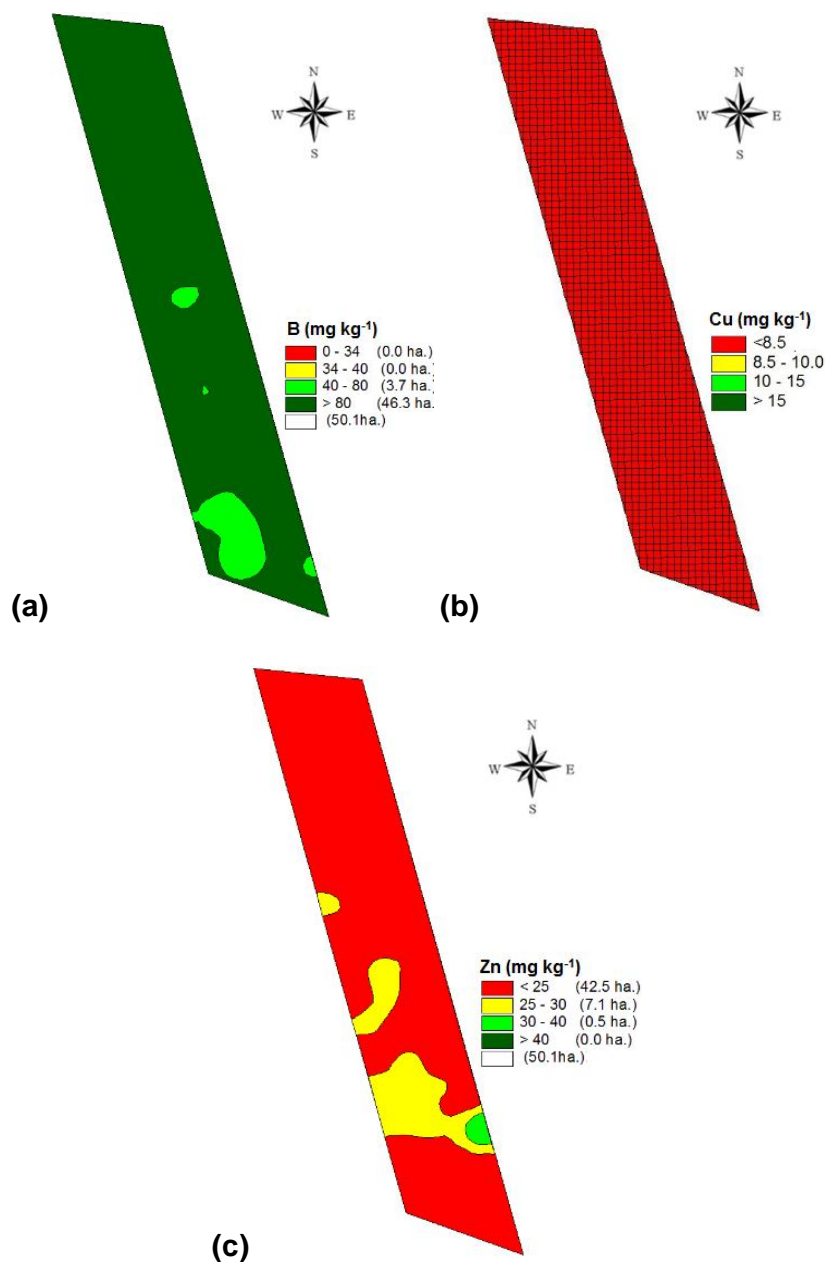 N
W E
S
B (mg kg-1)
0 - 34 (0.0 ha.)
34 - 40 (0.0 ha.)
40 - 80 (3.7 ha.)
> 80 (46.3 ha.
(50.1ha.)
(a)
N
W E
S
Cu (mg kg-1)
<8.5
8.5 - 10.0
10 - 15
> 15
(b)
N
W E
S
Zn (mg kg-1)
< 25 (42.5 ha.)
25 - 30 (7.1 ha.)
30 - 40 (0.5 ha.)
> 40 (0.0 ha.)
(50.1ha.)
(c)